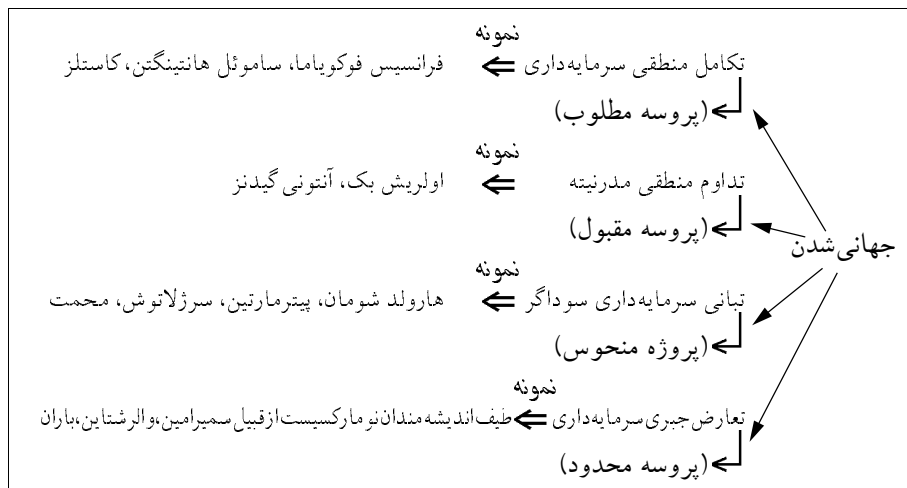 نمونه
تکامل منطقی سرمایه‌داری فرانسیس فوکویاما، ساموئل هانتینگتن، کاستلز
(پروسه مطلوب)
نمونه
تداوم منطقی مدرنیته اولریش بک، آنتونی گیدنز
(پروسه مقبول)
جهانی‌شدن
نمونه
تبانی سرمایه‌داری سوداگر هارولد شومان، پیترمارتین، سرژلاتوش، محمت
(پروژه منحوس)
نمونه
تعارض جبری سرمایه‌داری طیف اندیشه‌مندان نومارکسیست از قبیل سمیرامین، والرشتاین، باران
(پروسه محدود)